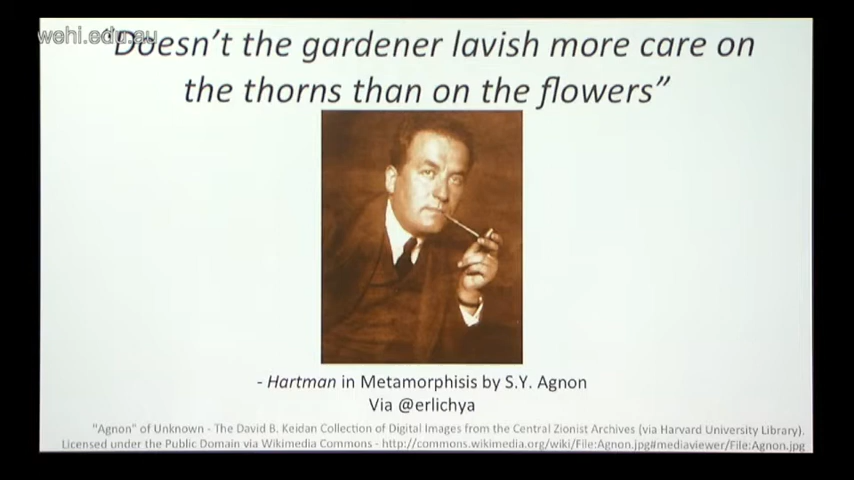 wehi.edu.au
"Doesn't the gardener lavish more care on
the thorns than on the flowers"
- Hartman in Metamorphisis by S.Y. Agnon
Via @erlichya
"Agnon" of Unknown - The David B. Keidan Collection of Digital Images from the Central Zionist Archives (via Harvard University Library).
Licensed under the Public Domain via Wikimedia Commons - http://commons.wikimedia.org/wiki/File:Agnon.jpg#mediaviewer/File:Agnon.jpg